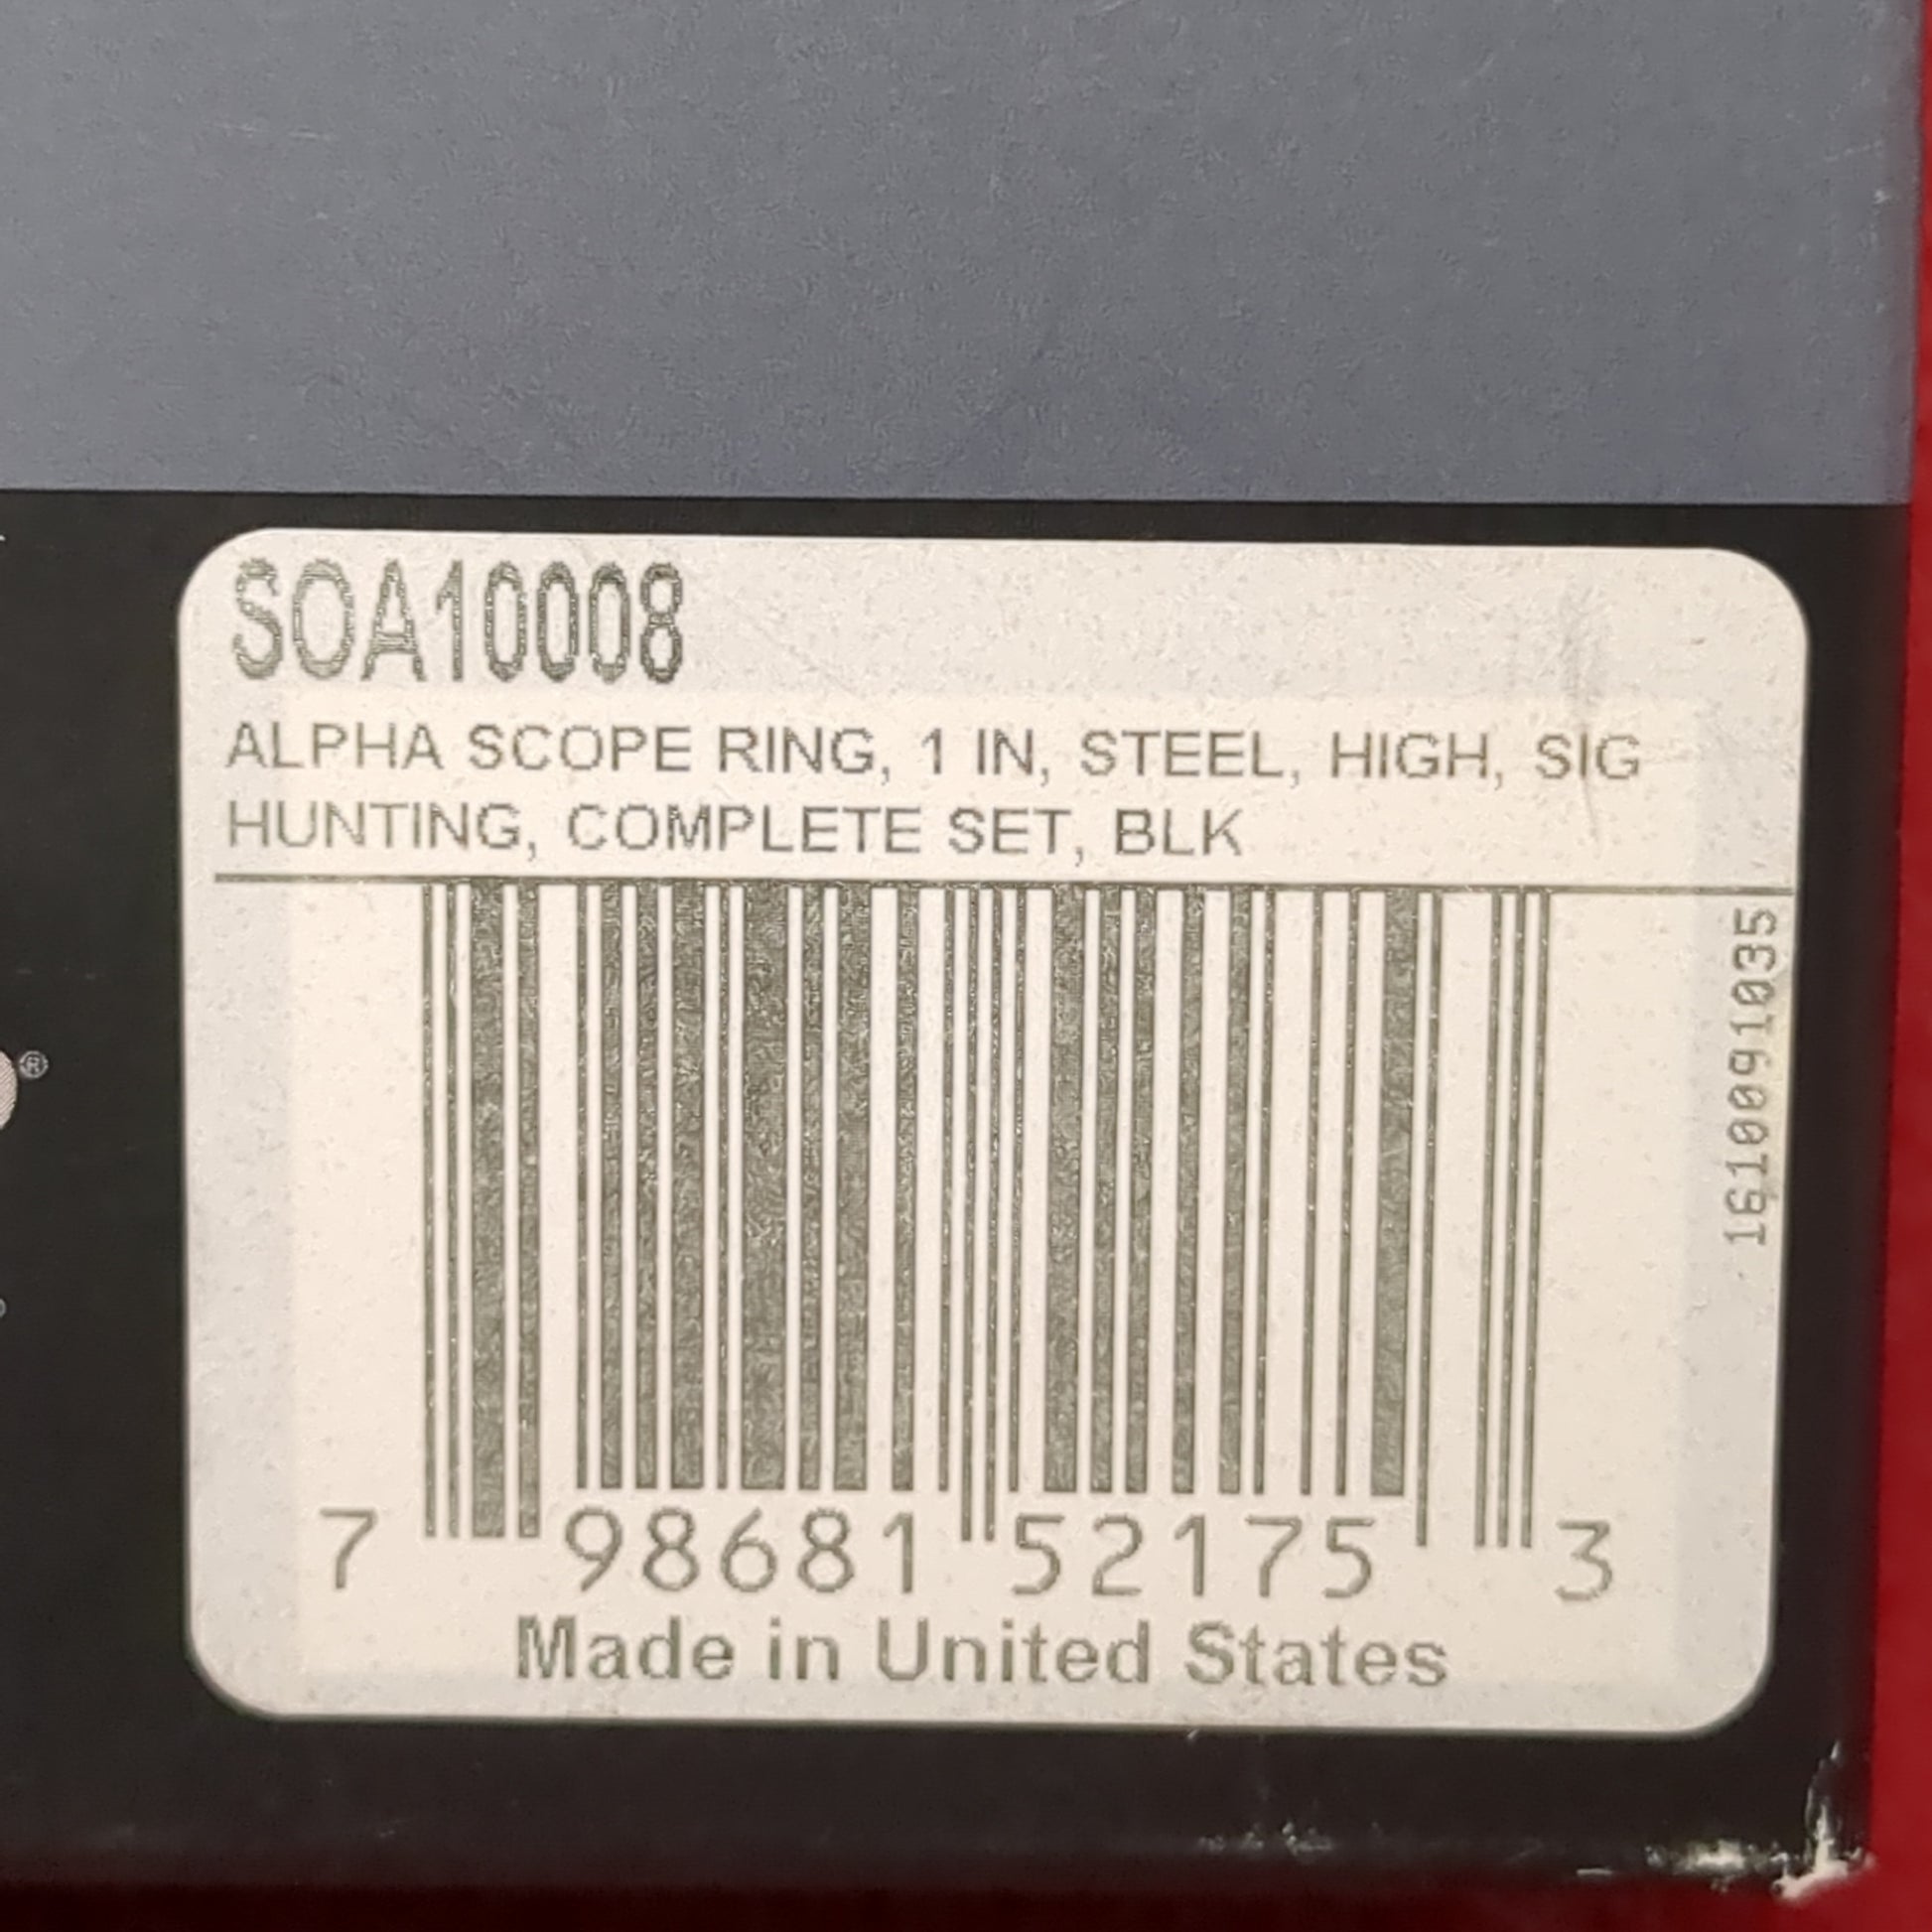 SOA10008
ALPHA SCOPE RING, 1 IN, STEEL, HIGH, SIG
HUNTING, COMPLETE SET, BLK
1610091035
7 98681 52175 3
Made in United States
®